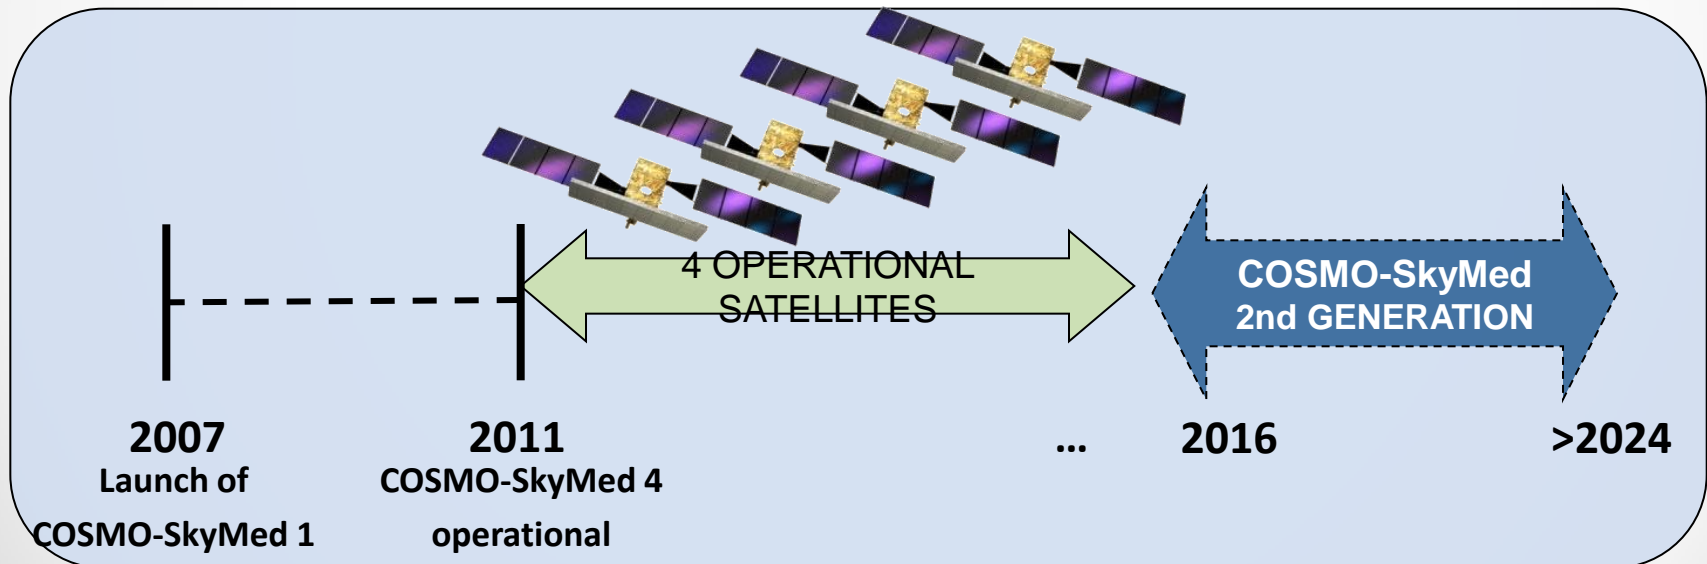 4 OPERATIONAL
SATELLITES
COSMO-SkyMed
2nd GENERATION
2007
Launch of
COSMO-SkyMed 1
2011
COSMO-SkyMed 4
operational
...
2016
>2024